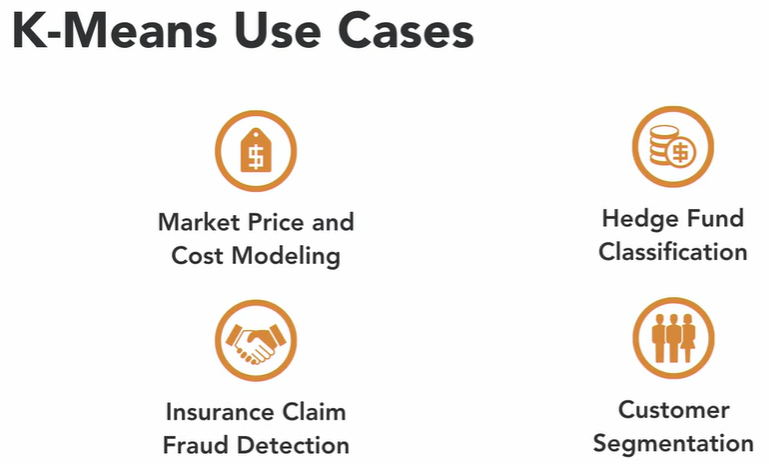 K-Means Use Cases
Market Price and
Cost Modeling
Hedge Fund
Classification
Insurance Claim
Fraud Detection
Customer
Segmentation